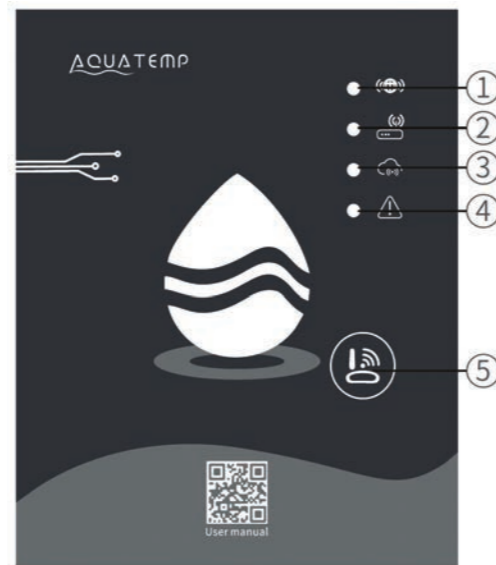 AQUATEMP
①
②
③
④
⑤
User manual